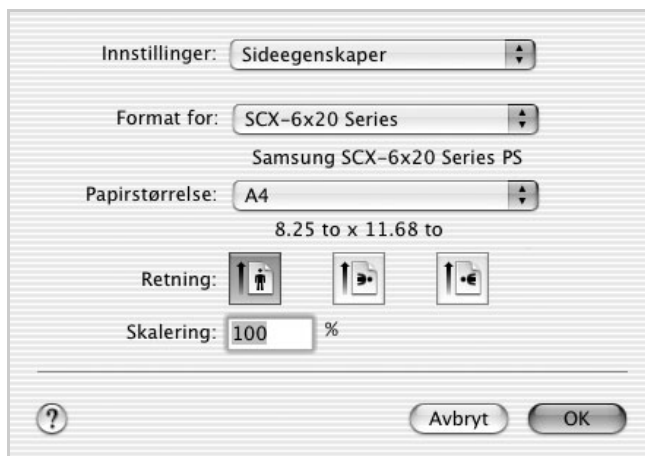 Innstillinger: Sideegenskaper
Format for: SCX-6x20 Series
Samsung SCX-6x20 Series PS
Papirstørrelse: A4
8.25 to x 11.68 to
Retning:
Skalering: 100 %
? Avbryt OK